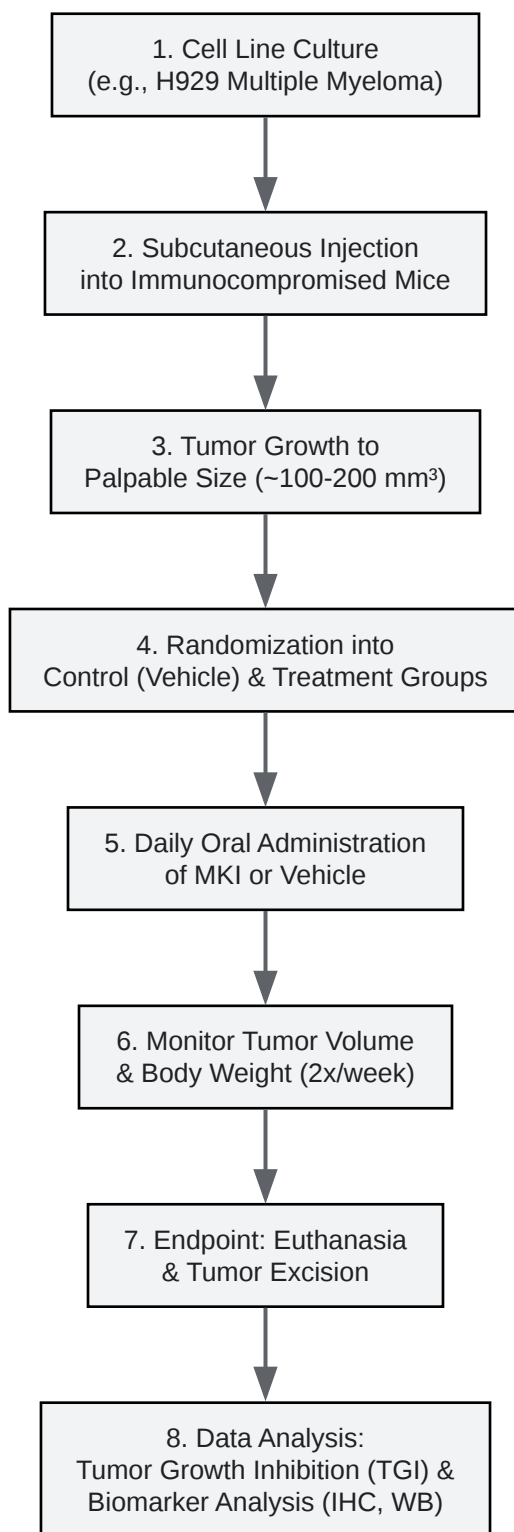 1. Cell Line Culture
(e.g., H929 Multiple Myeloma)
2. Subcutaneous Injection
into Immunocompromised Mice
3. Tumor Growth to
Palpable Size (~100-200 mm³)
4. Randomization into
Control (Vehicle) & Treatment Groups
5. Daily Oral Administration
of MKI or Vehicle
6. Monitor Tumor Volume
& Body Weight (2x/week)
7. Endpoint: Euthanasia
& Tumor Excision
8. Data Analysis:
Tumor Growth Inhibition (TGI) &
Biomarker Analysis (IHC, WB)